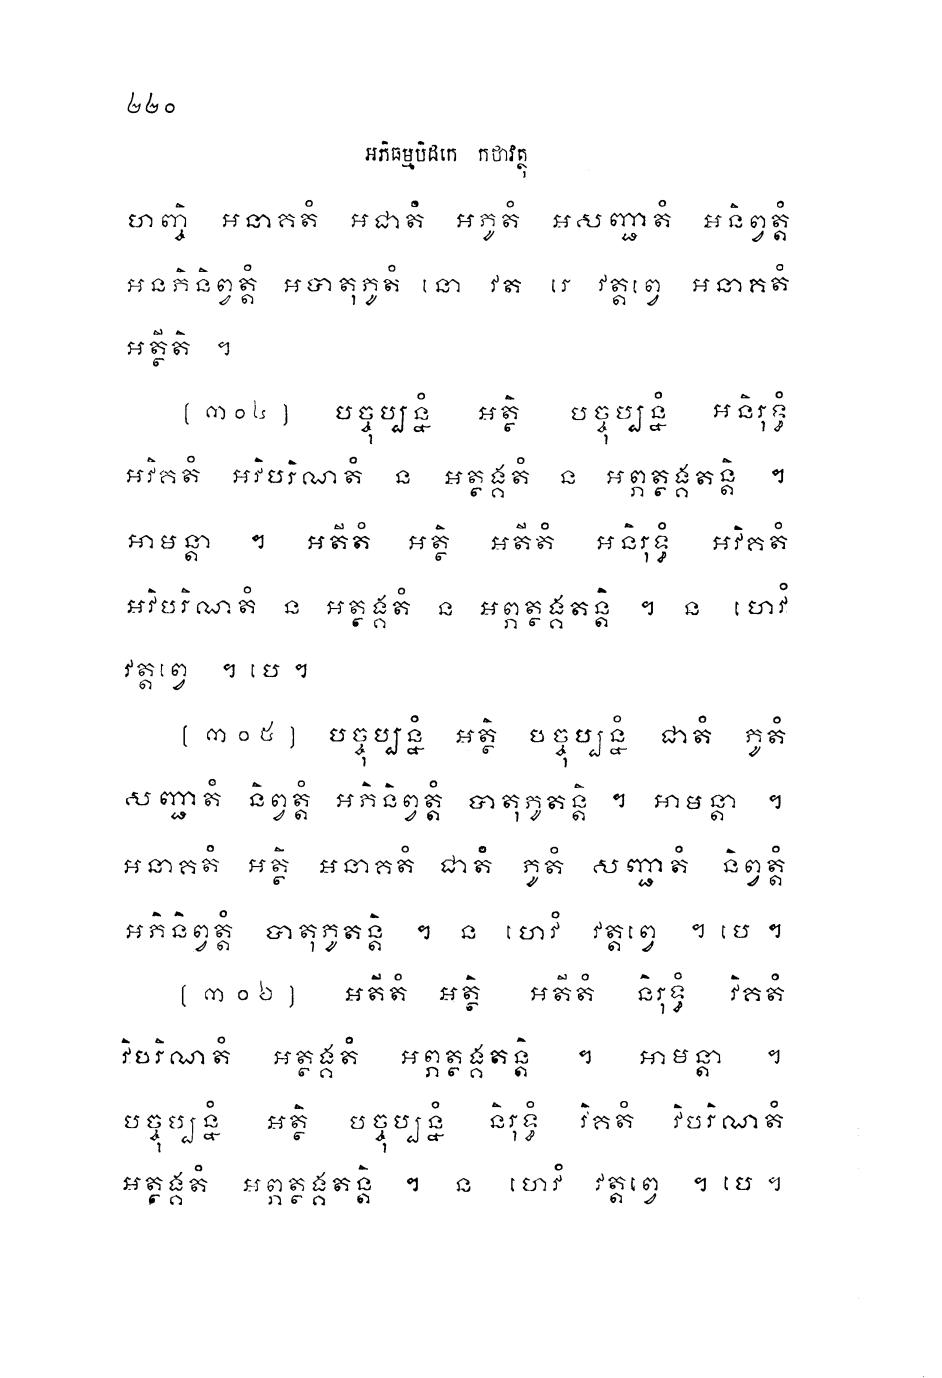 ២២០
អភិធម្មបិដកេ កថាវត្ថុ
ហញ្ចិ អនាគតំ អជាតំ អភូតំ អសញ្ជាតំ អនិព្វត្តំ
អនភិនិព្វត្តំ អបាតុភូតំ នោ វត រេ វត្តព្វេ អនាគតំ
អត្ថីតិ ។
[៣០៤] បច្ចុប្បន្នំ អត្ថិ បច្ចុប្បន្នំ អនិរុទ្ធំ
អវិគតំ អវិបរិណាតំ ន អត្ថង្គតំ ន អព្ភត្ថង្គតន្តិ ។
អាមន្តា ។ អតីតំ អត្ថិ អតីតំ អនិរុទ្ធំ អវិគតំ
អវិបរិណាតំ ន អត្ថង្គតំ ន អព្ភត្ថង្គតន្តិ ។ ន ហេវំ
វត្តព្វេ ។បេ។
[៣០៥] បច្ចុប្បន្នំ អត្ថិ បច្ចុប្បន្នំ ជាតំ ភូតំ
សញ្ជាតំ និព្វត្តំ អភិនិព្វត្តំ បាតុភូតន្តិ ។ អាមន្តា ។
អនាគតំ អត្ថិ អនាគតំ ជាតំ ភូតំ សញ្ជាតំ និព្វត្តំ
អភិនិព្វត្តំ បាតុភូតន្តិ ។ ន ហេវំ វត្តព្វេ ។បេ។
[៣០៦] អតីតំ អត្ថិ អតីតំ និរុទ្ធំ វិគតំ
វិបរិណាតំ អត្ថង្គតំ អព្ភត្ថង្គតន្តិ ។ អាមន្តា ។
បច្ចុប្បន្នំ អត្ថិ បច្ចុប្បន្នំ និរុទ្ធំ វិគតំ វិបរិណាតំ
អត្ថង្គតំ អព្ភត្ថង្គតន្តិ ។ ន ហេវំ វត្តព្វេ ។បេ។